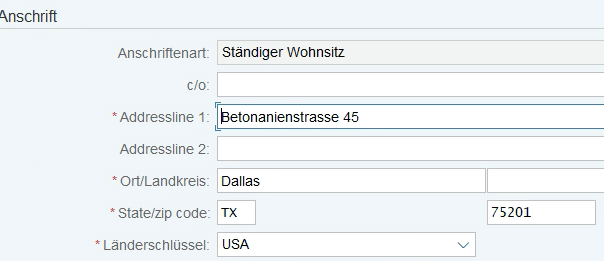 Anschrift
Anschriftenart: Ständiger Wohnsitz
c/o:
* Addressline 1: Betonanienstrasse 45
Addressline 2:
* Ort/Landkreis: Dallas
* State/zip code: TX 75201
* Länderschlüssel: USA